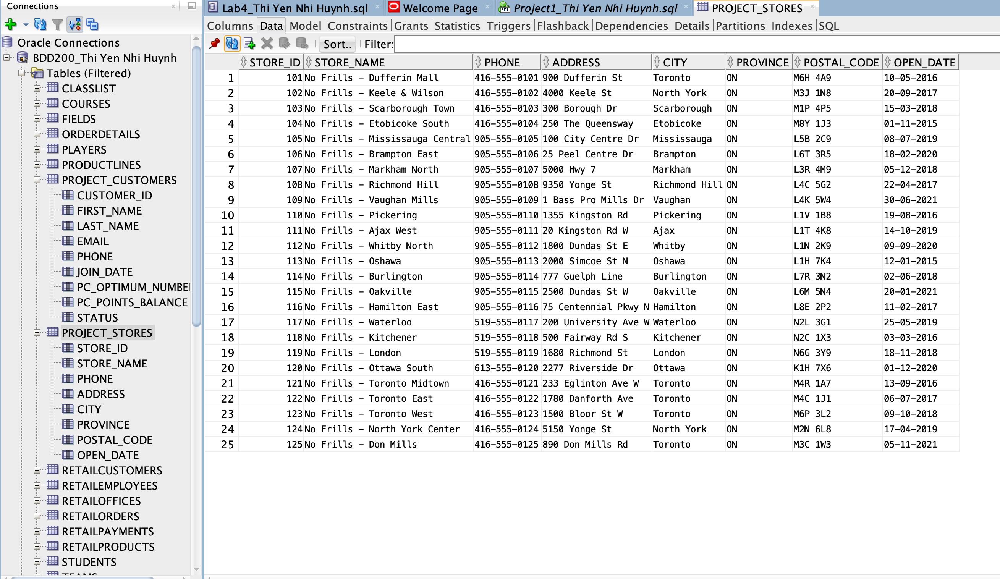 Connections
Lab4_Thi Yen Nhi Huynh.sql Welcome Page Project1_Thi Yen Nhi Huynh.sql PROJECT_STORES
Columns Data Model Constraints Grants Statistics Triggers Flashback Dependencies Details Partitions Indexes SQL
Sort.. Filter:
Oracle Connections
BDD200_Thi Yen Nhi Huynh
Tables (Filtered)
CLASSLIST
COURSES
FIELDS
ORDERDETAILS
PLAYERS
PRODUCTLINES
PROJECT_CUSTOMERS
CUSTOMER_ID
FIRST_NAME
LAST_NAME
EMAIL
PHONE
JOIN_DATE
PC_OPTIMUM_NUMBE
PC_POINTS_BALANCE
STATUS
PROJECT_STORES
STORE_ID
STORE_NAME
PHONE
ADDRESS
CITY
PROVINCE
POSTAL_CODE
OPEN_DATE
RETAILCUSTOMERS
RETAILEMPLOYEES
RETAILOFFICES
RETAILORDERS
RETAILPAYMENTS
RETAILPRODUCTS
STUDENTS
TEAMS
STORE_ID STORE_NAME PHONE ADDRESS CITY PROVINCE POSTAL_CODE OPEN_DATE
1 101 No Frills – Dufferin Mall 416-555-0101 900 Dufferin St Toronto ON M6H 4A9 10-05-2016
2 102 No Frills – Keele & Wilson 416-555-0102 4000 Keele St North York ON M3J 1N8 20-09-2017
3 103 No Frills – Scarborough Town 416-555-0103 300 Borough Dr Scarborough ON M1P 4P5 15-03-2018
4 104 No Frills – Etobicoke South 416-555-0104 250 The Queensway Etobicoke ON M8Y 1J3 01-11-2015
5 105 No Frills – Mississauga Central 905-555-0105 100 City Centre Dr Mississauga ON L5B 2C9 08-07-2019
6 106 No Frills – Brampton East 905-555-0106 25 Peel Centre Dr Brampton ON L6T 3R5 18-02-2020
7 107 No Frills – Markham North 905-555-0107 5000 Hwy 7 Markham ON L3R 4M9 05-12-2018
8 108 No Frills – Richmond Hill 905-555-0108 9350 Yonge St Richmond Hill ON L4C 5G2 22-04-2017
9 109 No Frills – Vaughan Mills 905-555-0109 1 Bass Pro Mills Dr Vaughan ON L4K 5W4 30-06-2021
10 110 No Frills – Pickering 905-555-0110 1355 Kingston Rd Pickering ON L1V 1B8 19-08-2016
11 111 No Frills – Ajax West 905-555-0111 20 Kingston Rd W Ajax ON L1T 4K8 14-10-2019
12 112 No Frills – Whitby North 905-555-0112 1800 Dundas St E Whitby ON L1N 2K9 09-09-2020
13 113 No Frills – Oshawa 905-555-0113 2000 Simcoe St N Oshawa ON L1H 7K4 12-01-2015
14 114 No Frills – Burlington 905-555-0114 777 Guelph Line Burlington ON L7R 3N2 02-06-2018
15 115 No Frills – Oakville 905-555-0115 2500 Dundas St W Oakville ON L6M 5N4 20-01-2021
16 116 No Frills – Hamilton East 905-555-0116 75 Centennial Pkwy N Hamilton ON L8E 2P2 11-02-2017
17 117 No Frills – Waterloo 519-555-0117 200 University Ave W Waterloo ON N2L 3G1 25-05-2019
18 118 No Frills – Kitchener 519-555-0118 500 Fairway Rd S Kitchener ON N2C 1X3 03-03-2016
19 119 No Frills – London 519-555-0119 1680 Richmond St London ON N6G 3Y9 18-11-2018
20 120 No Frills – Ottawa South 613-555-0120 2277 Riverside Dr Ottawa ON K1H 7X6 01-12-2020
21 121 No Frills – Toronto Midtown 416-555-0121 233 Eglinton Ave W Toronto ON M4R 1A7 13-09-2016
22 122 No Frills – Toronto East 416-555-0122 1780 Danforth Ave Toronto ON M4C 1J1 06-07-2017
23 123 No Frills – Toronto West 416-555-0123 1500 Bloor St W Toronto ON M6P 3L2 09-10-2018
24 124 No Frills – North York Center 416-555-0124 5150 Yonge St North York ON M2N 6L8 17-04-2019
25 125 No Frills – Don Mills 416-555-0125 890 Don Mills Rd Toronto ON M3C 1W3 05-11-2021